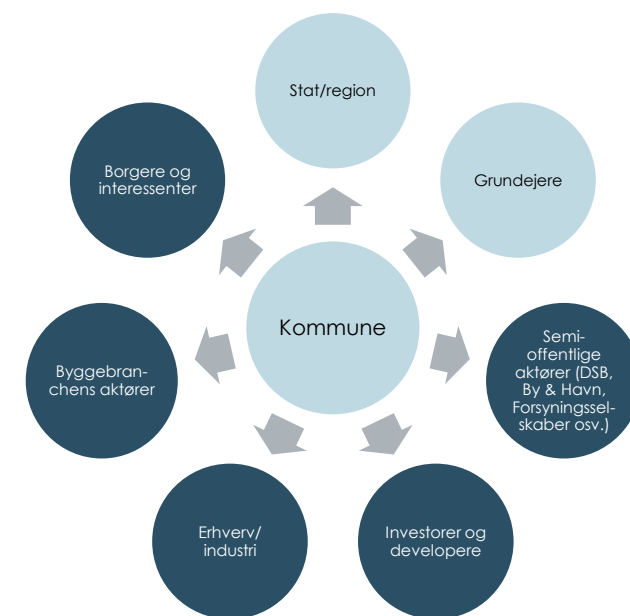 Stat/region
Grundejere
Semi-
offentlige
aktører (DSB,
By & Havn,
Forsyningssel-
skaber osv.)
Investorer og
developere
Erhverv/
industri
Byggebran-
chens aktører
Borgere og
interessenter
Kommune